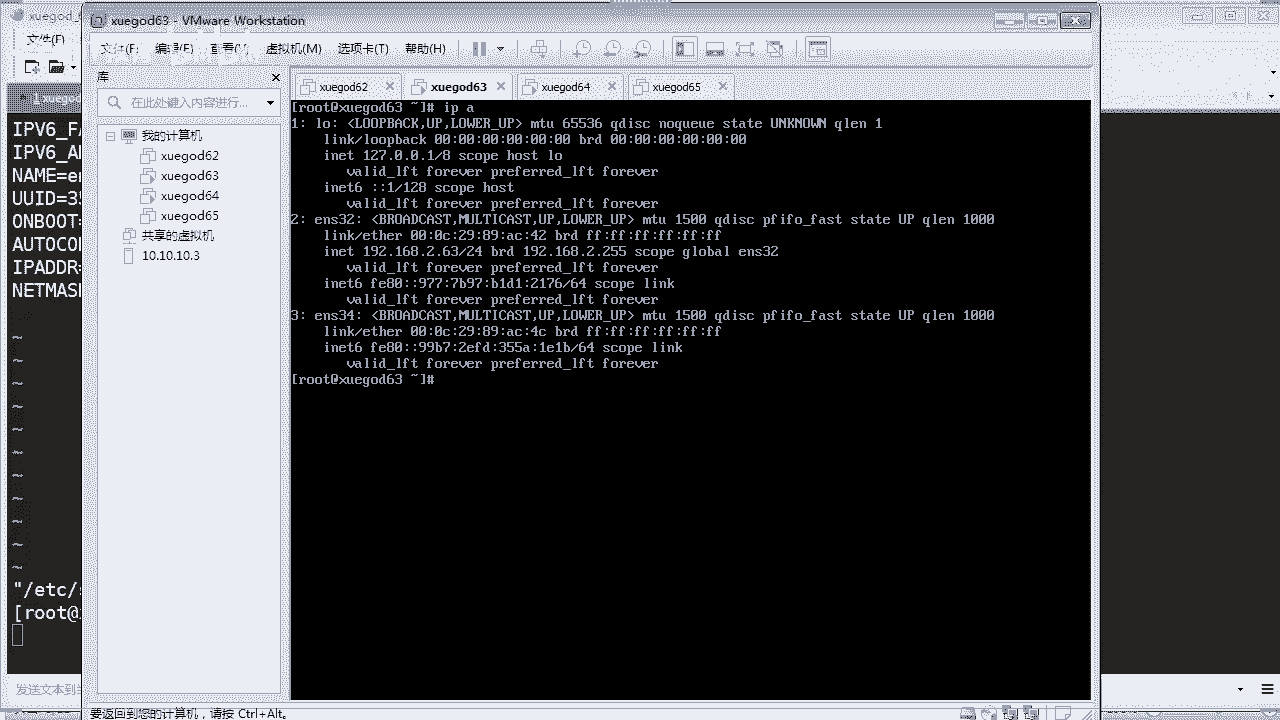 xuegod63 - VMware Workstation
文件(F) 编辑(E) 查看(V) 虚拟机(M) 选项卡(T) 帮助(H)
文件(F)
库
在此处键入内容进行...
我的计算机
xuegod62
xuegod63
xuegod64
xuegod65
共享的虚拟机
10.10.10.3
xuegod62 xuegod63 xuegod64 xuegod65
[root@xuegod63 ~]# ip a
1: lo: <LOOPBACK,UP,LOWER_UP> mtu 65536 qdisc noqueue state UNKNOWN qlen 1
link/loopback 00:00:00:00:00:00 brd 00:00:00:00:00:00
inet 127.0.0.1/8 scope host lo
valid_lft forever preferred_lft forever
inet6 ::1/128 scope host
valid_lft forever preferred_lft forever
2: ens32: <BROADCAST,MULTICAST,UP,LOWER_UP> mtu 1500 qdisc pfifo_fast state UP qlen 1000
link/ether 00:0c:29:89:ac:42 brd ff:ff:ff:ff:ff:ff
inet 192.168.2.63/24 brd 192.168.2.255 scope global ens32
valid_lft forever preferred_lft forever
inet6 fe80::977:7b97:b1d1:2176/64 scope link
valid_lft forever preferred_lft forever
3: ens34: <BROADCAST,MULTICAST,UP,LOWER_UP> mtu 1500 qdisc pfifo_fast state UP qlen 1000
link/ether 00:0c:29:89:ac:4c brd ff:ff:ff:ff:ff:ff
inet6 fe80::99b7:2efd:355a:1e1b/64 scope link
valid_lft forever preferred_lft forever
[root@xuegod63 ~]#
NAME=en
UUID=35
ONBOOT=
AUTOCO
IPADDR=
NETMAS
~
~
~
~
~
~
~
~
~
~
~
"/etc/s
[root@
要返回到您的计算机，请按 Ctrl+Alt。